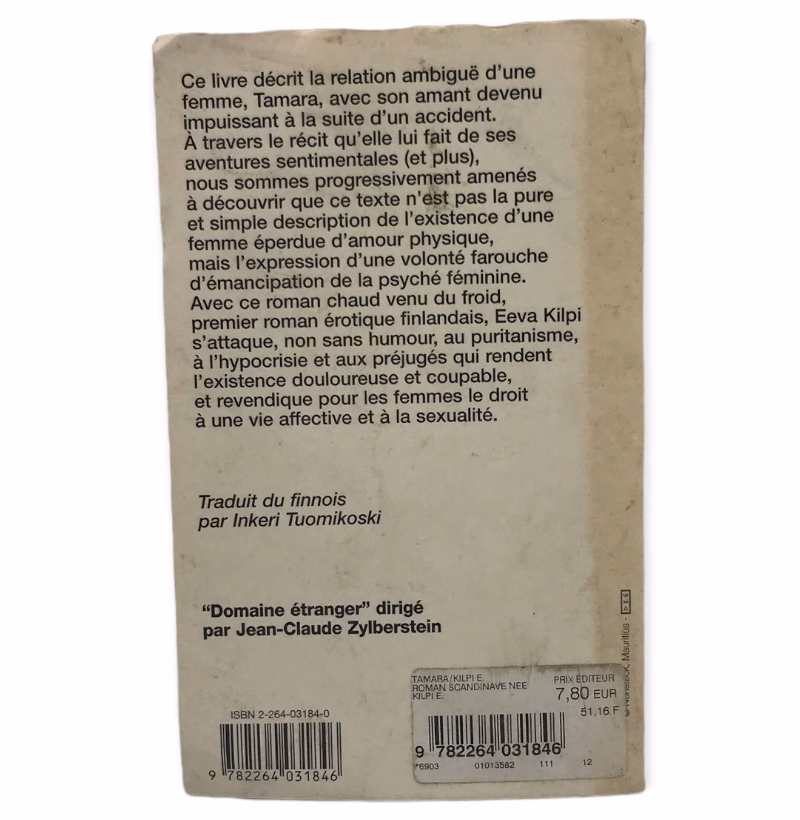 Ce livre décrit la relation ambiguë d'une
femme, Tamara, avec son amant devenu
impuissant à la suite d'un accident.
À travers le récit qu'elle lui fait de ses
aventures sentimentales (et plus),
nous sommes progressivement amenés
à découvrir que ce texte n'est pas la pure
et simple description de l'existence d'une
femme éperdue d'amour physique,
mais l'expression d'une volonté farouche
d'émancipation de la psyché féminine.
Avec ce roman chaud venu du froid,
premier roman érotique finlandais, Eeva Kilpi
s'attaque, non sans humour, au puritanisme,
à l'hypocrisie et aux préjugés qui rendent
l'existence douloureuse et coupable,
et revendique pour les femmes le droit
à une vie affective et à la sexualité.
Traduit du finnois
par Inkeri Tuomikoski
"Domaine étranger" dirigé
par Jean-Claude Zylberstein
ISBN 2-264-03184-0
9 782264 031846
TAMARA/KILPI E.
ROMAN SCANDINAVE NEE
KILPI E.
PRIX ÉDITEUR
7,80 EUR
51,16 F
9 782264 031846
*6903 01013582 111 12
Mauritius -